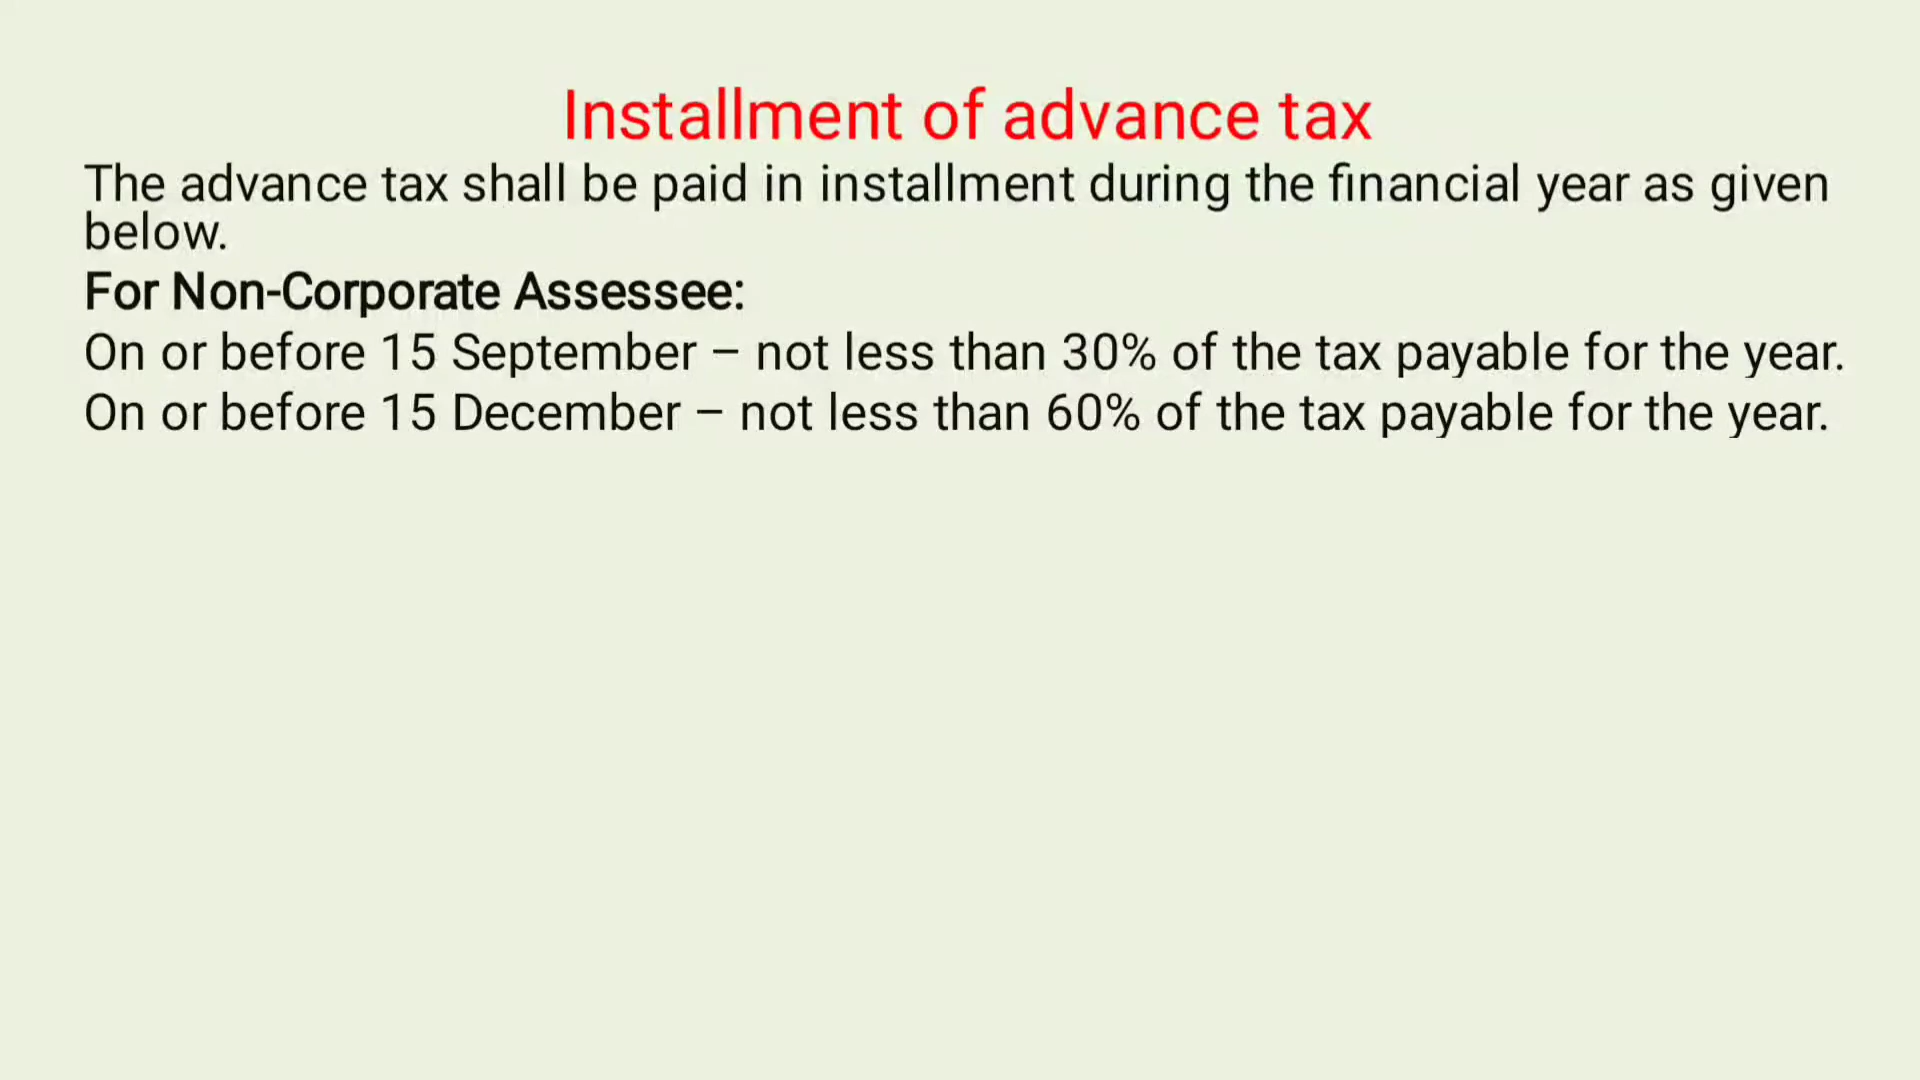 Installment of advance tax
The advance tax shall be paid in installment during the financial year as given
below.
For Non-Corporate Assessee:
On or before 15 September – not less than 30% of the tax payable for the year.
On or before 15 December – not less than 60% of the tax payable for the year.